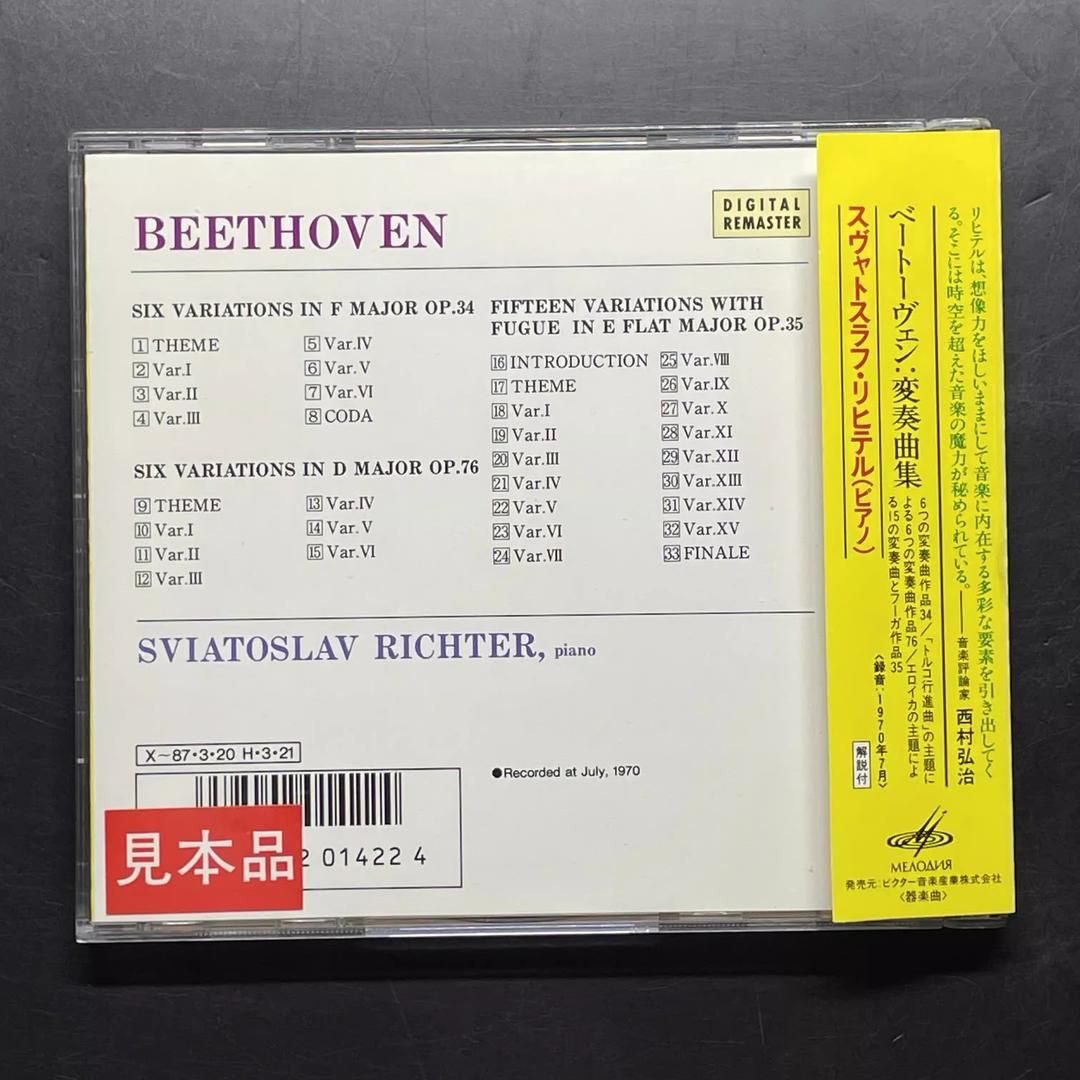 BEETHOVEN
DIGITAL
REMASTER
SIX VARIATIONS IN F MAJOR OP.34
1 THEME
2 Var.I
3 Var.II
4 Var.III
5 Var.IV
6 Var.V
7 Var.VI
8 CODA
SIX VARIATIONS IN D MAJOR OP.76
9 THEME
10 Var.I
11 Var.II
12 Var.III
13 Var.IV
14 Var.V
15 Var.VI
FIFTEEN VARIATIONS WITH
FUGUE IN E FLAT MAJOR OP.35
16 INTRODUCTION
17 THEME
18 Var.I
19 Var.II
20 Var.III
21 Var.IV
22 Var.V
23 Var.VI
24 Var.VII
25 Var.VIII
26 Var.IX
27 Var.X
28 Var.XI
29 Var.XII
30 Var.XIII
31 Var.XIV
32 Var.XV
33 FINALE
SVIATOSLAV RICHTER, piano
X～87・3・20 H・3・21
●Recorded at July, 1970
2 01422 4
見本品
リヒテルは、想像力をほしいままにして音楽に内在する多彩な要素を引き出してく
る。そこには時空を超えた音楽の魔力が秘められている。——音楽評論家 西村弘治
ベートーヴェン:変奏曲集
6つの変奏曲作品34/「トルコ行進曲」の主題に
よる6つの変奏曲作品76/エロイカの主題によ
る15の変奏曲とフーガ作品35
スヴャトスラフ・リヒテル(ピアノ)
〈録音:1970年7月〉
解説付
МЕЛОДИЯ
発売元:ビクター音楽産業株式会社
〈器楽曲〉